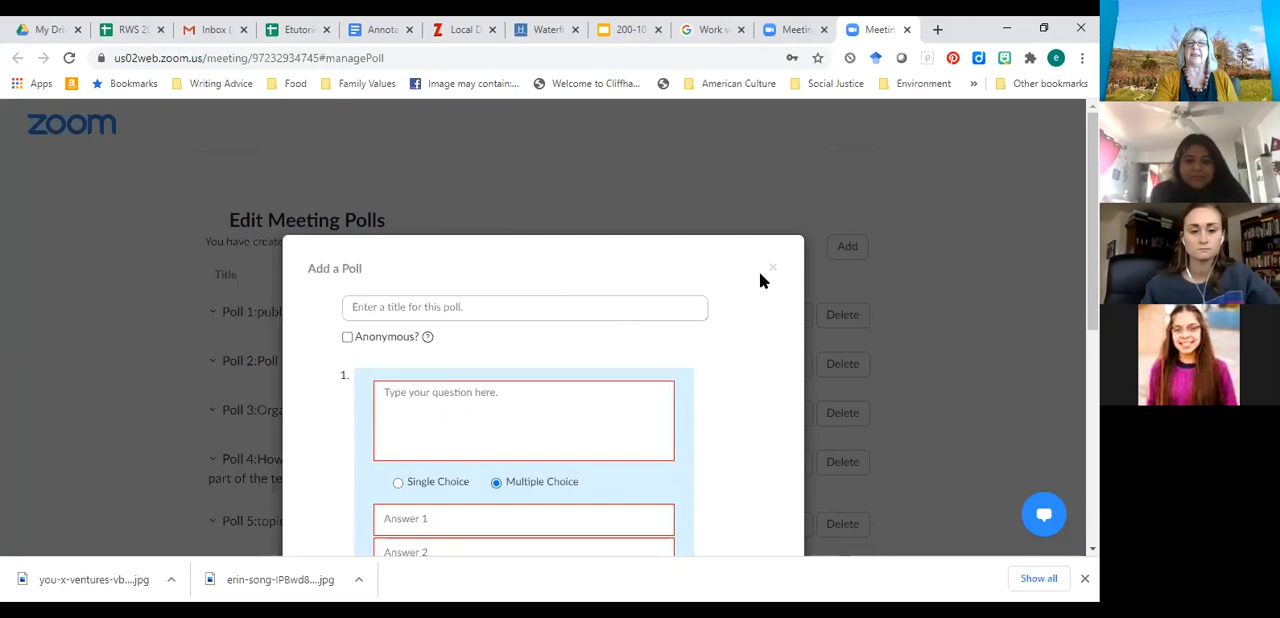 My Dri
RWS 20
Inbox (
Etutori
Annota
Local D
Waterf
200-10
Work w
Meetin
Meetin
us02web.zoom.us/meeting/97232934745#managePoll
Apps
Bookmarks
Writing Advice
Food
Family Values
Image may contain:...
Welcome to Cliffha...
American Culture
Social Justice
Environment
»
Other bookmarks
zoom
Edit Meeting Polls
You have create
Add
Title
Add a Poll
Enter a title for this poll.
Poll 1:publ
Delete
Anonymous?
Poll 2:Poll
Delete
1.
Type your question here.
Poll 3:Orga
Delete
Poll 4:How
part of the te
Delete
Single Choice
Multiple Choice
Poll 5:topi
Delete
Answer 1
Answer 2
you-x-ventures-vb....jpg
erin-song-IPBwd8....jpg
Show all